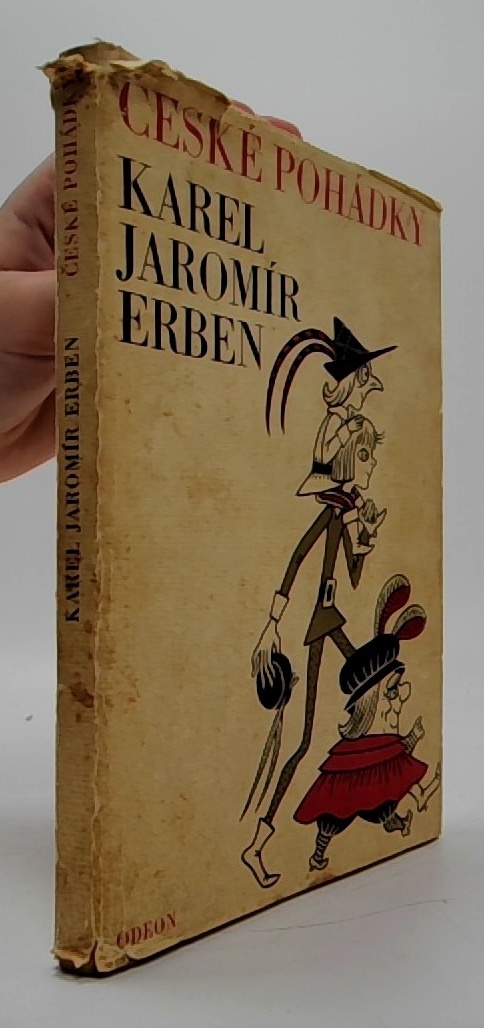 ČESKÉ POHÁDKY
KAREL
JAROMÍR
ERBEN
ODEON
KAREL JAROMÍR ERBEN ČESKÉ POHÁDKY